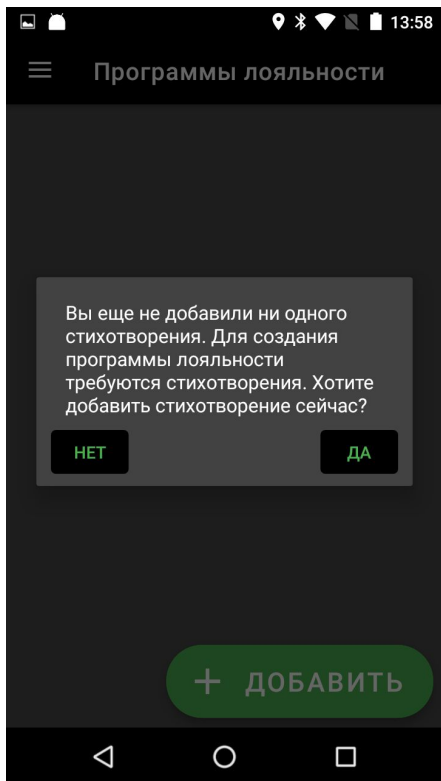 13:58
Программы лояльности
Вы еще не добавили ни одного
стихотворения. Для создания
программы лояльности
требуются стихотворения. Хотите
добавить стихотворение сейчас?
НЕТ
ДА
+ ДОБАВИТЬ